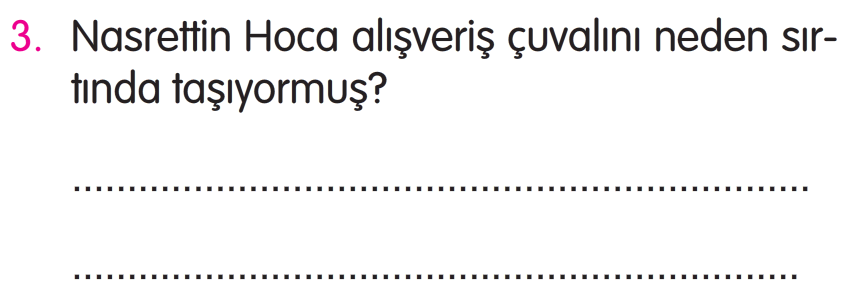 3. Nasrettin Hoca alışveriş çuvalını neden sır-
tında taşıyormuş?
..................................................................
.................................................................